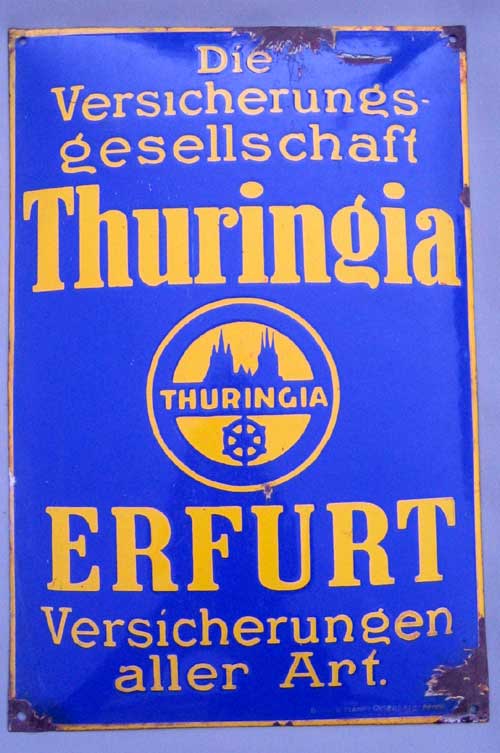 Die
Versicherungs-
gesellschaft
Thuringia
THURINGIA
ERFURT
Versicherungen
aller Art.